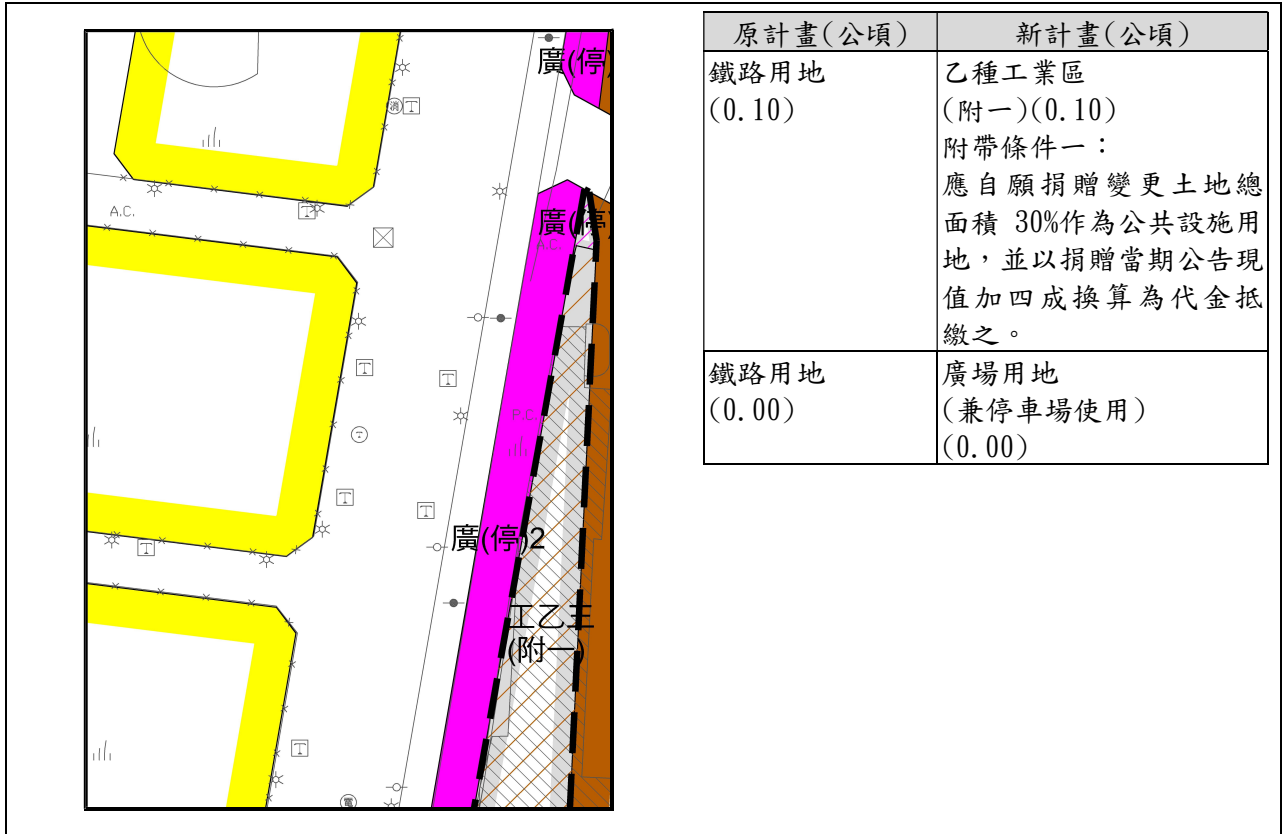 廣(停)
消 T
A.C.
T
廣(停)
A.C.
T
T
P.C.
T
T
廣(停)2
T
工乙三
(附一)
T
電
原計畫(公頃) 新計畫(公頃)
鐵路用地
(0.10)
乙種工業區
(附一)(0.10)
附帶條件一：
應自願捐贈變更土地總
面積 30%作為公共設施用
地，並以捐贈當期公告現
值加四成換算為代金抵
繳之。
鐵路用地
(0.00)
廣場用地
(兼停車場使用)
(0.00)